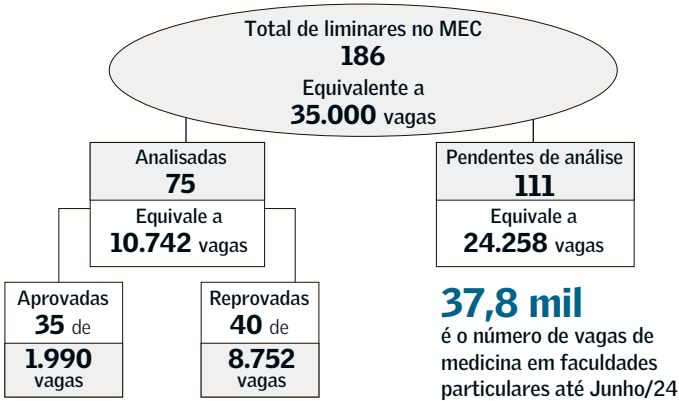 Total de liminares no MEC
186
Equivalente a
35.000 vagas
Analisadas
75
Equivale a
10.742 vagas
Pendentes de análise
111
Equivale a
24.258 vagas
Aprovadas
35 de
1.990
vagas
Reprovadas
40 de
8.752
vagas
37,8 mil
é o número de vagas de
medicina em faculdades
particulares até Junho/24